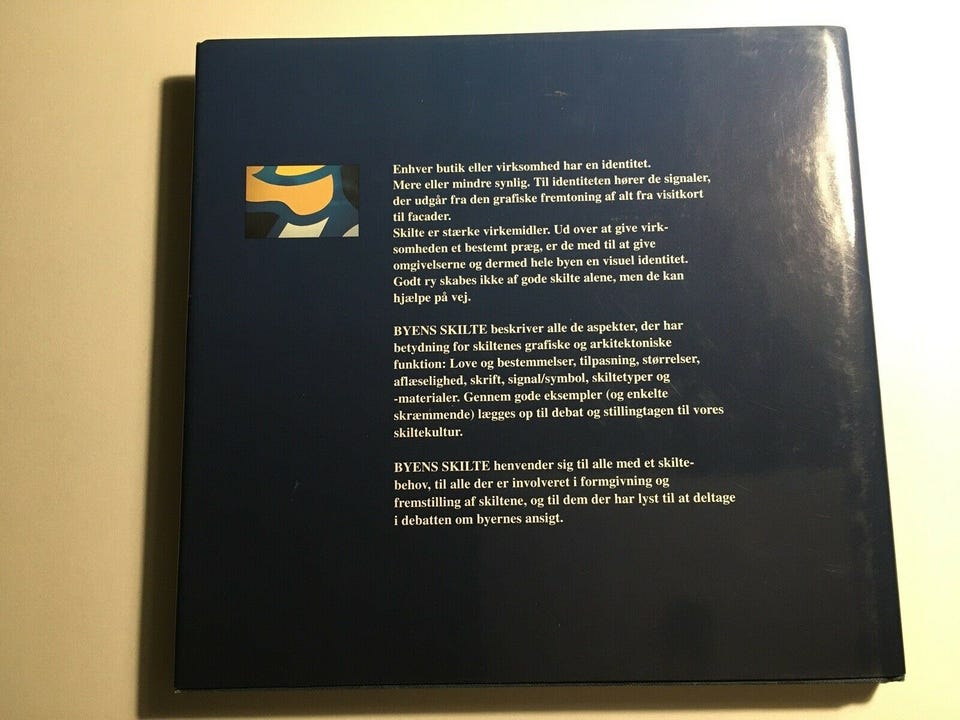 Enhver butik eller virksomhed har en identitet.
Mere eller mindre synlig. Til identiteten hører de signaler,
der udgår fra den grafiske fremtoning af alt fra visitkort
til facader.
Skilte er stærke virkemidler. Ud over at give virk-
somheden et bestemt præg, er de med til at give
omgivelserne og dermed hele byen en visuel identitet.
Godt ry skabes ikke af gode skilte alene, men de kan
hjælpe på vej.
BYENS SKILTE beskriver alle de aspekter, der har
betydning for skiltenes grafiske og arkitektoniske
funktion: Love og bestemmelser, tilpasning, størrelser,
aflæselighed, skrift, signal/symbol, skiltetyper og
-materialer. Gennem gode eksempler (og enkelte
skræmmende) lægges op til debat og stillingtagen til vores
skiltekultur.
BYENS SKILTE henvender sig til alle med et skilte-
behov, til alle der er involveret i formgivning og
fremstilling af skiltene, og til dem der har lyst til at deltage
i debatten om byernes ansigt.